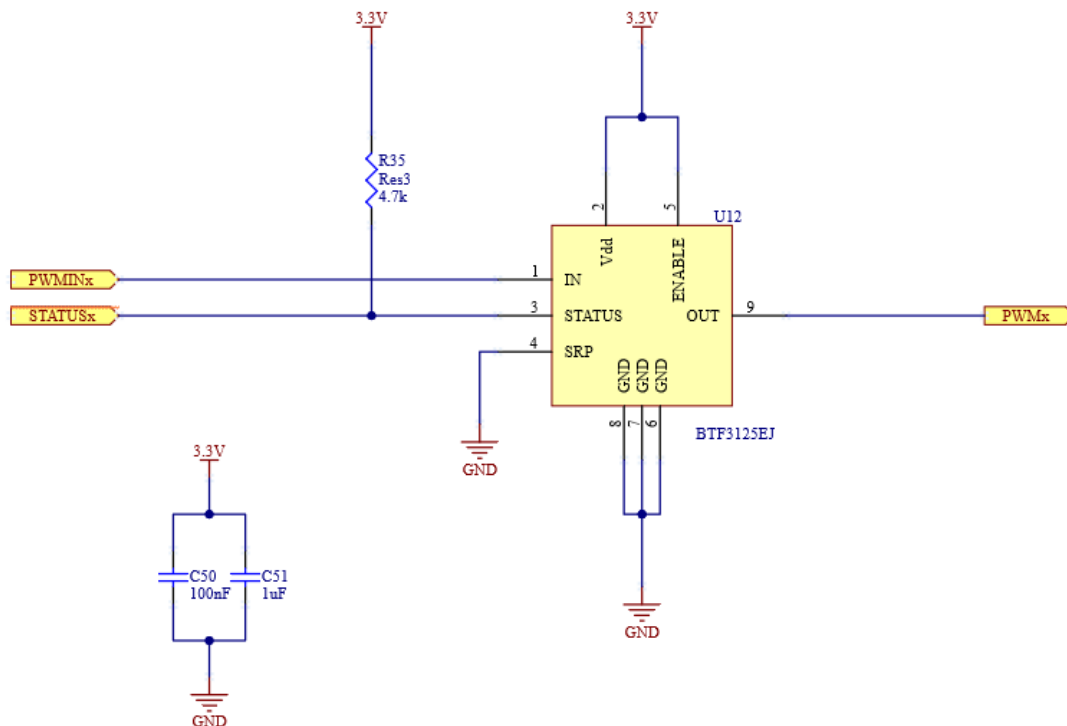 3.3V
3.3V
R35
Res3
4.7k
2
5
U12
Vdd
ENABLE
PWMINx
1
IN
STATUSx
3
STATUS
OUT
9
PWMx
4
SRP
GND
GND
GND
8
7
6
BTF3125EJ
GND
3.3V
C50
100nF
C51
1uF
GND
GND